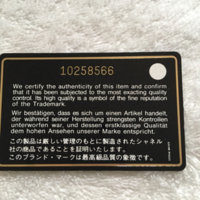 10258566
We certify the authenticity of this item and confirm
that it has been subjected to the most exacting quality
control. Its high quality is a symbol of the fine reputation
of the Trademark.
Wir bestätigen, dass es sich um einen Artikel handelt,
der während seiner Herstellung strengsten Kontrollen
unterworfen wurde, und dessen erstklassige Qualität
dem hohen Ansehen unserer Marke entspricht.
この製品は厳しい管理のもとに製造されたシャネル
社の商品であることを証明いたします。
このブランド・マークは最高級品質の象徴です。